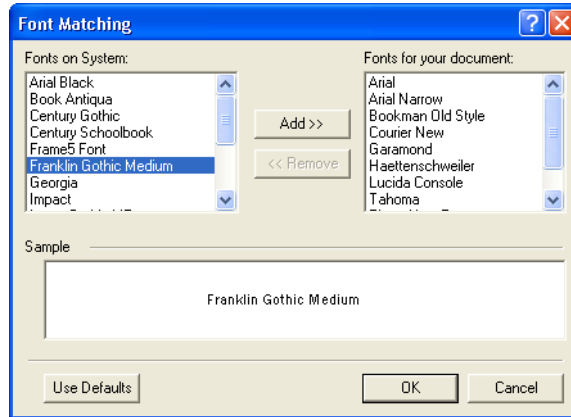 Font Matching
Fonts on System:
Arial Black
Book Antiqua
Century Gothic
Century Schoolbook
Frame5 Font
Franklin Gothic Medium
Georgia
Impact
Add >>
<< Remove
Fonts for your document:
Arial
Arial Narrow
Bookman Old Style
Courier New
Garamond
Haettenschweiler
Lucida Console
Tahoma
Sample
Franklin Gothic Medium
Use Defaults
OK
Cancel